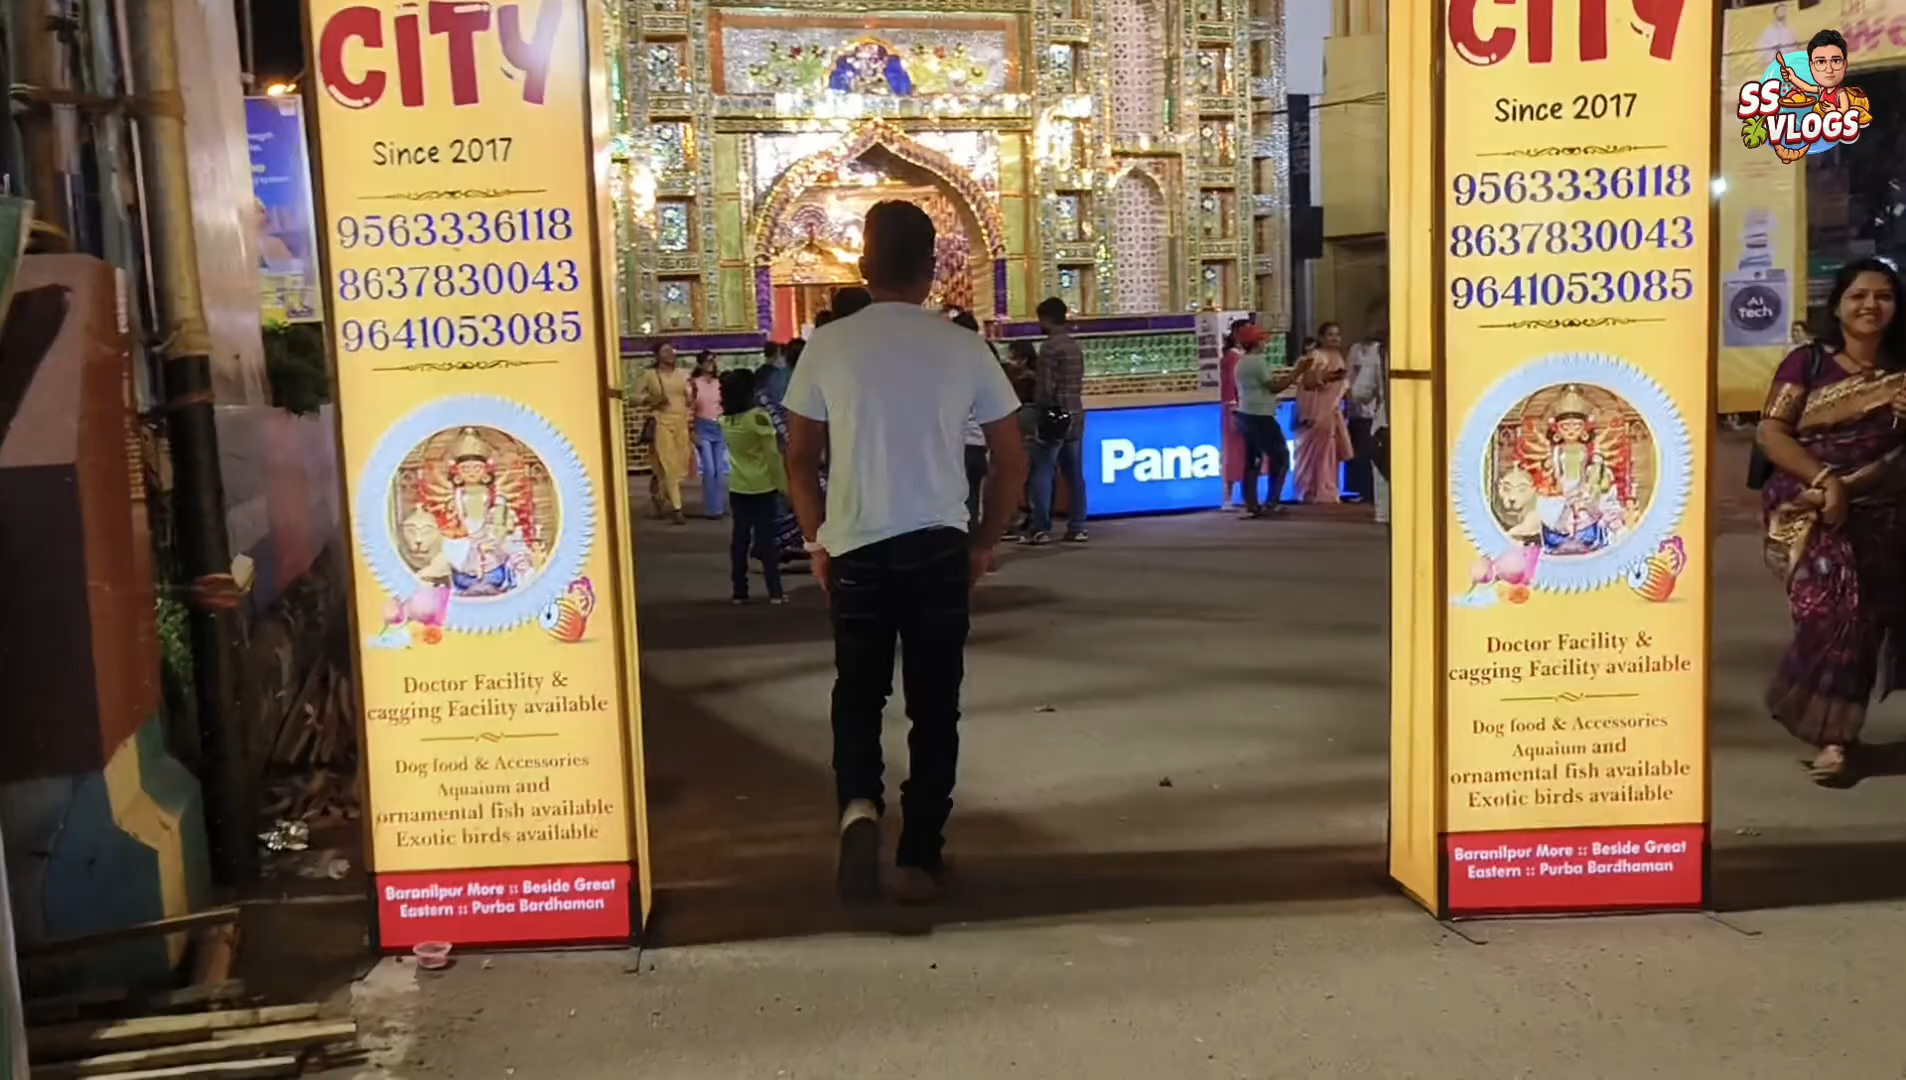 CITY
Since 2017
9563336118
8637830043
9641053085
Doctor Facility &
cagging Facility available
Dog food & Accessories
Aquaium and
ornamental fish available
Exotic birds available
Baranilpur More :: Beside Great
Eastern :: Purba Bardhaman
Pana
CITY
Since 2017
9563336118
8637830043
9641053085
Doctor Facility &
cagging Facility available
Dog food & Accessories
Aquaium and
ornamental fish available
Exotic birds available
Baranilpur More :: Beside Great
Eastern :: Purba Bardhaman
SS
VLOGS
Ai
Tech